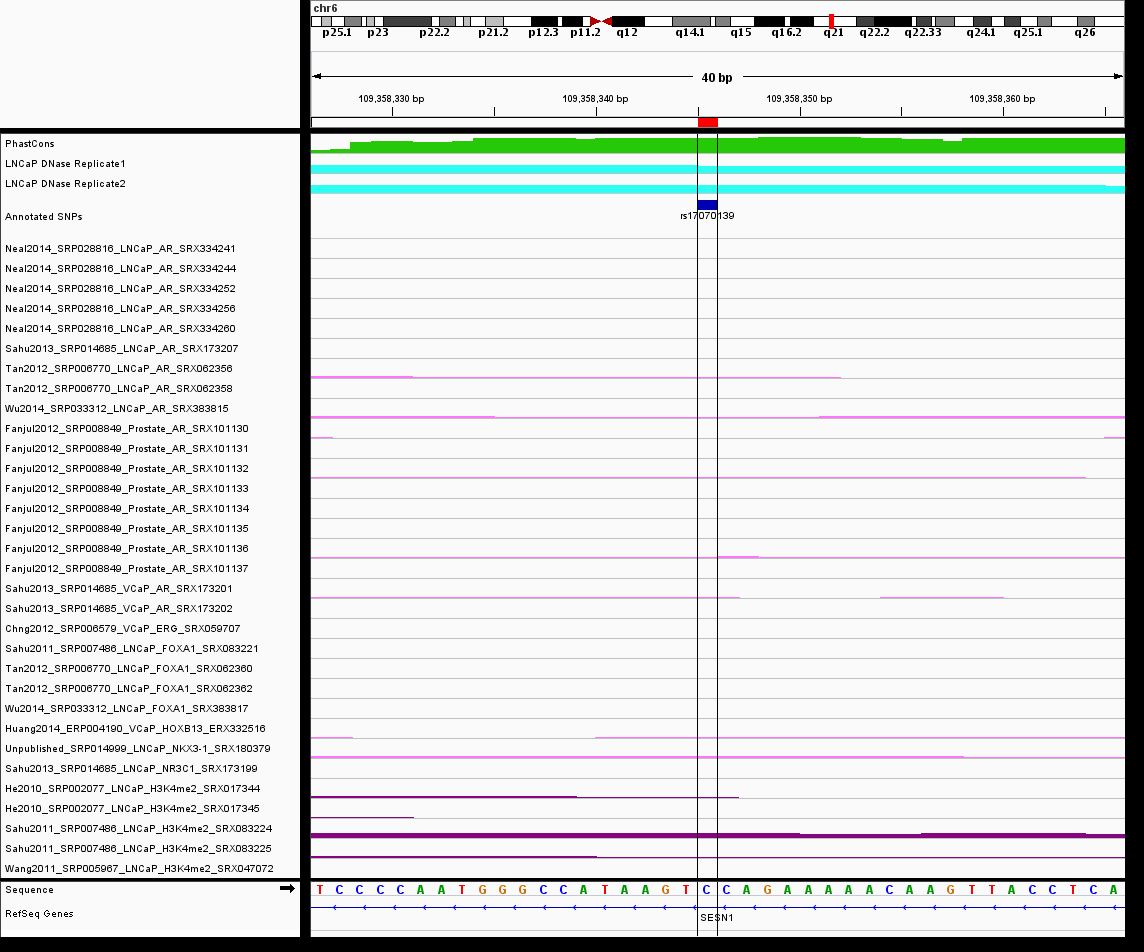 chr6
p25.1 p23 p22.2 p21.2 p12.3 p11.2 q12 q14.1 q15 q16.2 q21 q22.2 q22.33 q24.1 q25.1 q26
40 bp
109,358,330 bp 109,358,340 bp 109,358,350 bp 109,358,360 bp
PhastCons
LNCaP DNase Replicate1
LNCaP DNase Replicate2
Annotated SNPs
rs17070139
Neal2014_SRP028816_LNCaP_AR_SRX334241
Neal2014_SRP028816_LNCaP_AR_SRX334244
Neal2014_SRP028816_LNCaP_AR_SRX334252
Neal2014_SRP028816_LNCaP_AR_SRX334256
Neal2014_SRP028816_LNCaP_AR_SRX334260
Sahu2013_SRP014685_LNCaP_AR_SRX173207
Tan2012_SRP006770_LNCaP_AR_SRX062356
Tan2012_SRP006770_LNCaP_AR_SRX062358
Wu2014_SRP033312_LNCaP_AR_SRX383815
Fanjul2012_SRP008849_Prostate_AR_SRX101130
Fanjul2012_SRP008849_Prostate_AR_SRX101131
Fanjul2012_SRP008849_Prostate_AR_SRX101132
Fanjul2012_SRP008849_Prostate_AR_SRX101133
Fanjul2012_SRP008849_Prostate_AR_SRX101134
Fanjul2012_SRP008849_Prostate_AR_SRX101135
Fanjul2012_SRP008849_Prostate_AR_SRX101136
Fanjul2012_SRP008849_Prostate_AR_SRX101137
Sahu2013_SRP014685_VCaP_AR_SRX173201
Sahu2013_SRP014685_VCaP_AR_SRX173202
Chng2012_SRP006579_VCaP_ERG_SRX059707
Sahu2011_SRP007486_LNCaP_FOXA1_SRX083221
Tan2012_SRP006770_LNCaP_FOXA1_SRX062360
Tan2012_SRP006770_LNCaP_FOXA1_SRX062362
Wu2014_SRP033312_LNCaP_FOXA1_SRX383817
Huang2014_ERP004190_VCaP_HOXB13_ERX332516
Unpublished_SRP014999_LNCaP_NKX3-1_SRX180379
Sahu2013_SRP014685_LNCaP_NR3C1_SRX173199
He2010_SRP002077_LNCaP_H3K4me2_SRX017344
He2010_SRP002077_LNCaP_H3K4me2_SRX017345
Sahu2011_SRP007486_LNCaP_H3K4me2_SRX083224
Sahu2011_SRP007486_LNCaP_H3K4me2_SRX083225
Wang2011_SRP005967_LNCaP_H3K4me2_SRX047072
Sequence T C C C C A A T G G G C C A T A A G T C C A G A A A A A C A A G T T A C C T C A
RefSeq Genes
SESN1